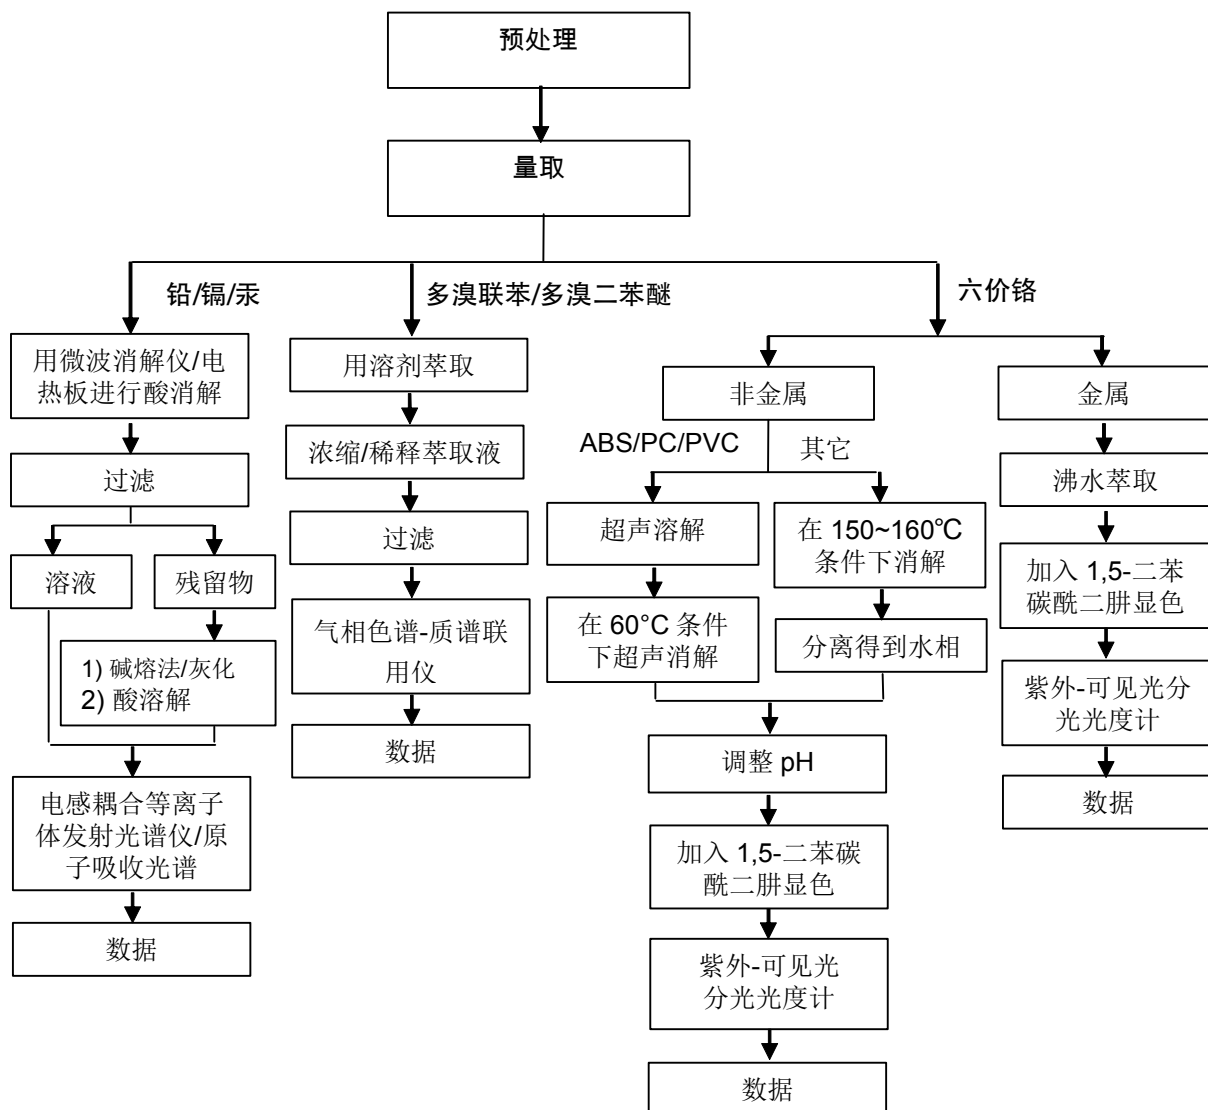 预处理
量取
铅/镉/汞
多溴联苯/多溴二苯醚
六价铬
用微波消解仪/电
热板进行酸消解
过滤
溶液
残留物
1) 碱熔法/灰化
2) 酸溶解
电感耦合等离子
体发射光谱仪/原
子吸收光谱
数据
用溶剂萃取
浓缩/稀释萃取液
过滤
气相色谱-质谱联
用仪
数据
非金属
ABS/PC/PVC
其它
超声溶解
在 60°C 条件
下超声消解
在 150~160℃
条件下消解
分离得到水相
调整 pH
加入 1,5-二苯碳
酰二肼显色
紫外-可见光
分光光度计
数据
金属
沸水萃取
加入 1,5-二苯
碳酰二肼显色
紫外-可见光分
光光度计
数据